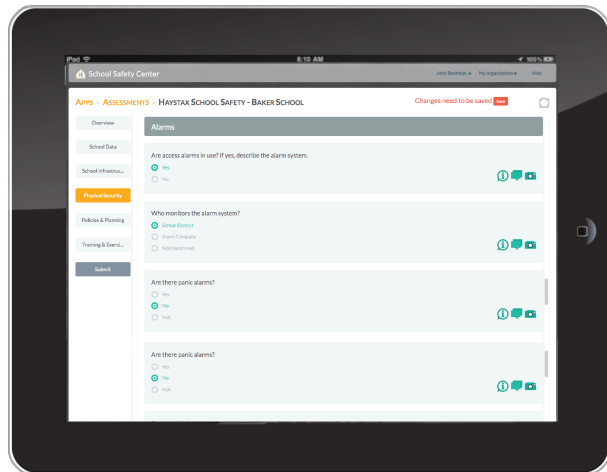 iPad 8:10 AM 100%
School Safety Center John Bostman My organization Help
APPS · ASSESSMENTS · HAYSTAX SCHOOL SAFETY - BAKER SCHOOL Changes need to be saved Save
Overview
School Data
School Infrastruc...
Physical Security
Policies & Planning
Training & Exerci...
Submit
Alarms
Are access alarms in use? If yes, describe the alarm system.
Yes
No
Who monitors the alarm system?
School District
Alarm Company
Not Monitored
Are there panic alarms?
Yes
No
N/A
Are there panic alarms?
Yes
No
N/A